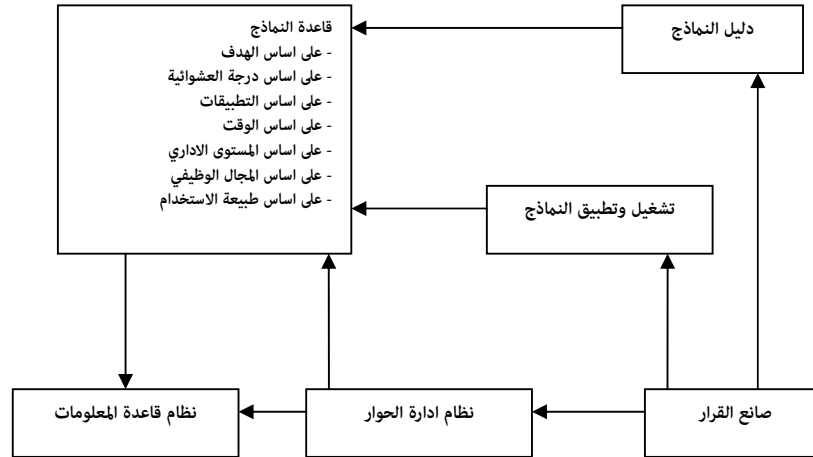 قاعدة النماذج
- على اساس الهدف
- على اساس درجة العشوائية
- على اساس التطبيقات
- على اساس الوقت
- على اساس المستوى الاداري
- على اساس المجال الوظيفي
- على اساس طبيعة الاستخدام
دليل النماذج
تشغيل وتطبيق النماذج
صانع القرار
نظام ادارة الحوار
نظام قاعدة المعلومات